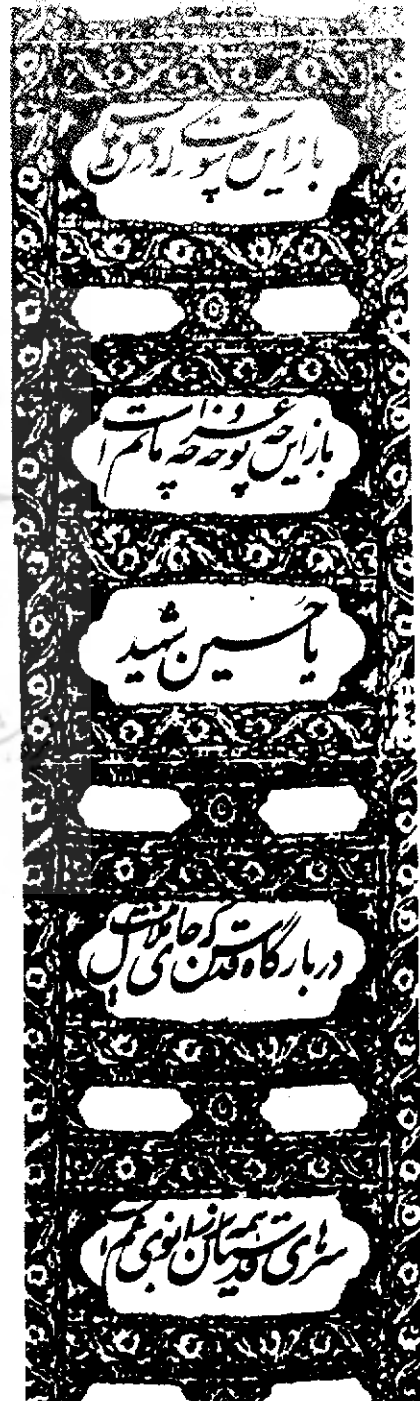 باز این چه شورش است که در خلق عالم است
باز این چه نوحه و چه عزا و چه ماتم است
یا حسین شهید
در بارگاه قدس که جای ملال نیست
سرهای قدسیان همه بر زانوی غم است